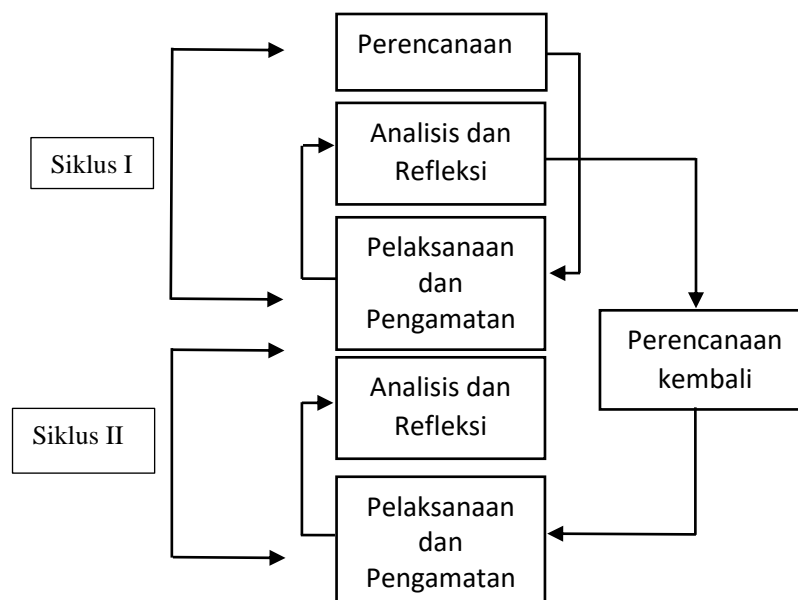 Perencanaan
Siklus I
Analisis dan
Refleksi
Pelaksanaan
dan
Pengamatan
Perencanaan
kembali
Siklus II
Analisis dan
Refleksi
Pelaksanaan
dan
Pengamatan